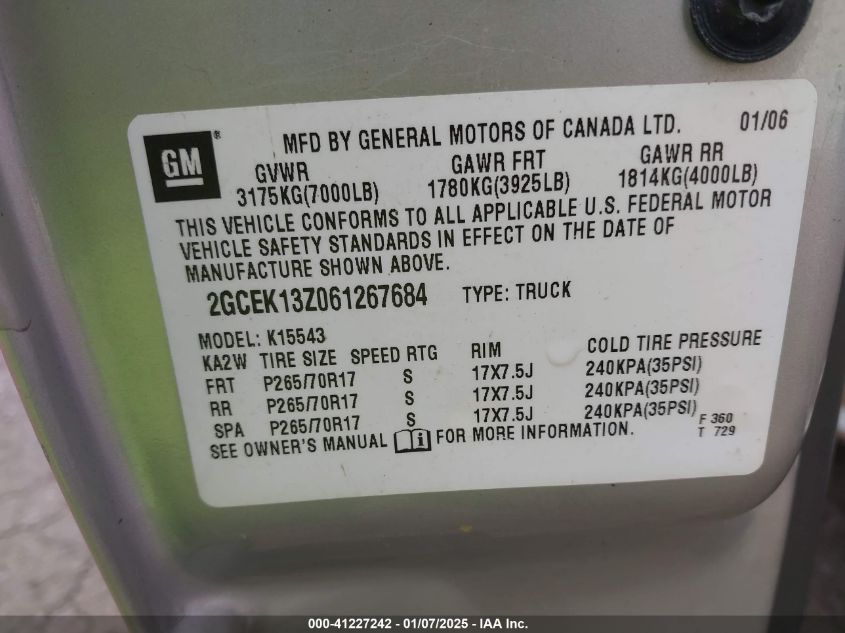 GM ® MFD BY GENERAL MOTORS OF CANADA LTD. 01/06
GVWR GAWR FRT GAWR RR
3175KG(7000LB) 1780KG(3925LB) 1814KG(4000LB)
THIS VEHICLE CONFORMS TO ALL APPLICABLE U.S. FEDERAL MOTOR
VEHICLE SAFETY STANDARDS IN EFFECT ON THE DATE OF
MANUFACTURE SHOWN ABOVE.
2GCEK13Z061267684 TYPE: TRUCK
MODEL: K15543
KA2W TIRE SIZE SPEED RTG RIM COLD TIRE PRESSURE
FRT P265/70R17 S 17X7.5J 240KPA(35PSI)
RR P265/70R17 S 17X7.5J 240KPA(35PSI)
SPA P265/70R17 S 17X7.5J 240KPA(35PSI)
SEE OWNER'S MANUAL FOR MORE INFORMATION.
F 360
T 729
000-41227242 — 01/07/2025 — IAA Inc.